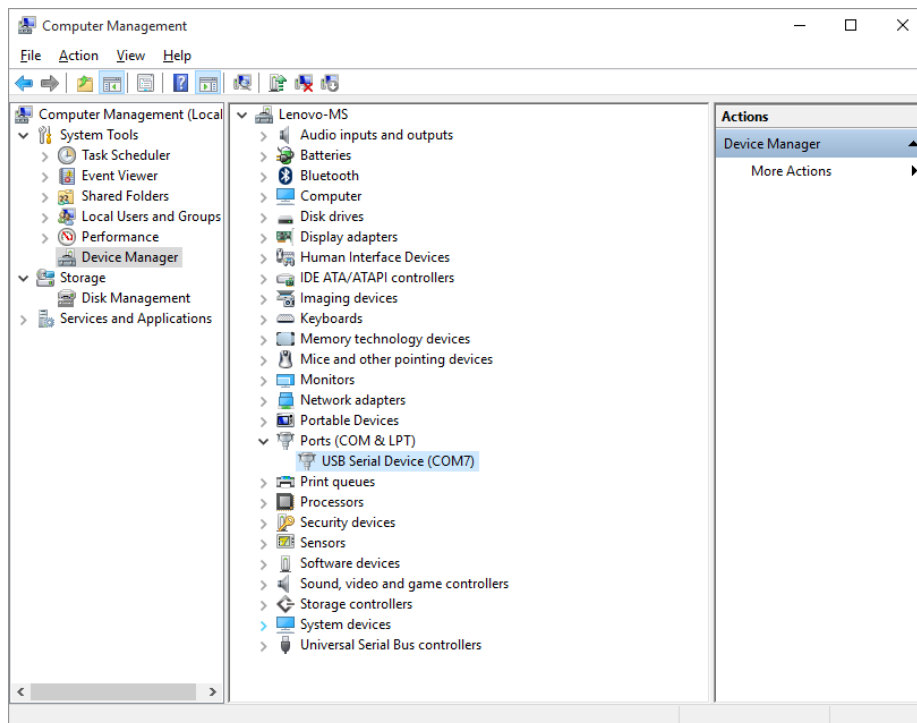 Computer Management
File Action View Help
Computer Management (Local
System Tools
Task Scheduler
Event Viewer
Shared Folders
Local Users and Groups
Performance
Device Manager
Storage
Disk Management
Services and Applications
Lenovo-MS
Audio inputs and outputs
Batteries
Bluetooth
Computer
Disk drives
Display adapters
Human Interface Devices
IDE ATA/ATAPI controllers
Imaging devices
Keyboards
Memory technology devices
Mice and other pointing devices
Monitors
Network adapters
Portable Devices
Ports (COM & LPT)
USB Serial Device (COM7)
Print queues
Processors
Security devices
Sensors
Software devices
Sound, video and game controllers
Storage controllers
System devices
Universal Serial Bus controllers
Actions
Device Manager
More Actions